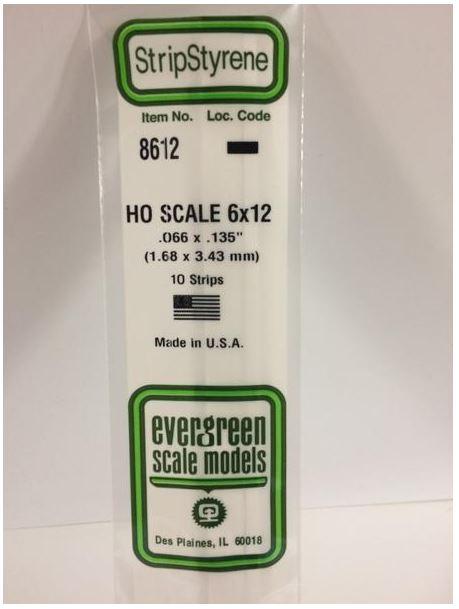 StripStyrene
Item No. Loc. Code
8612
HO SCALE 6x12
.066 x .135"
(1.68 x 3.43 mm)
10 Strips
Made in U.S.A.
evergreen
scale models
Des Plaines, IL 60018